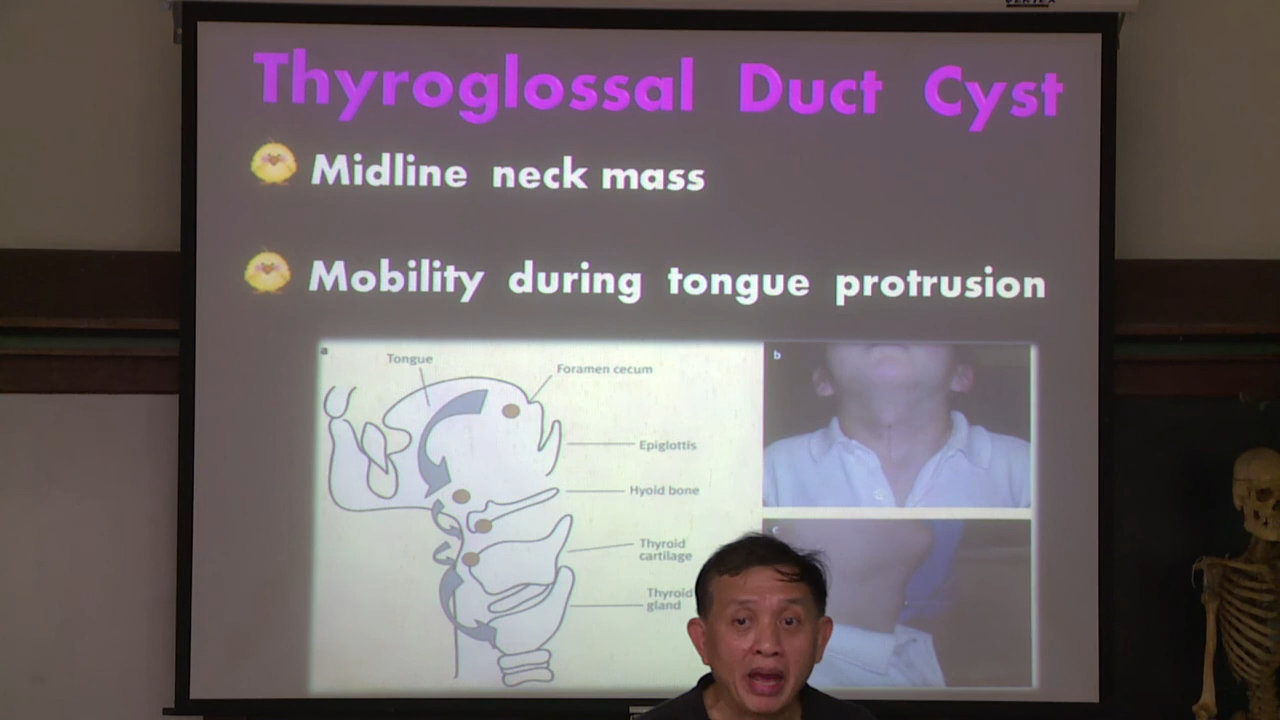 Thyroglossal Duct Cyst
Midline neck mass
Mobility during tongue protrusion
a
Tongue
Foramen cecum
Epiglottis
Hyoid bone
Thyroid
cartilage
Thyroid
gland
b